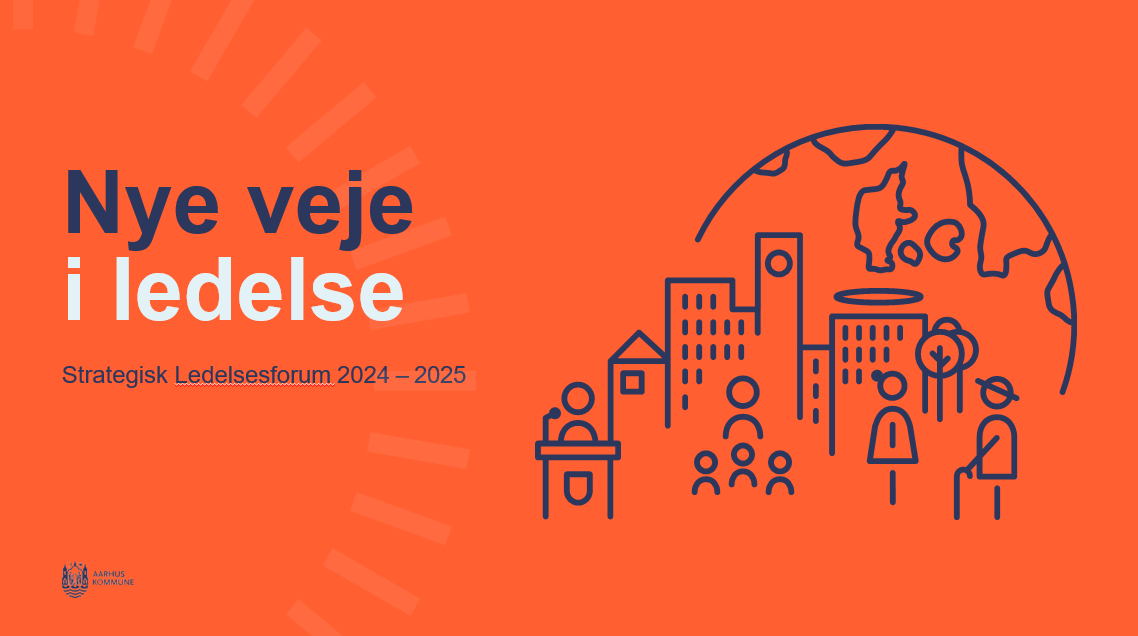 Nye veje
i ledelse
Strategisk Ledelsesforum 2024 – 2025
AARHUS
KOMMUNE